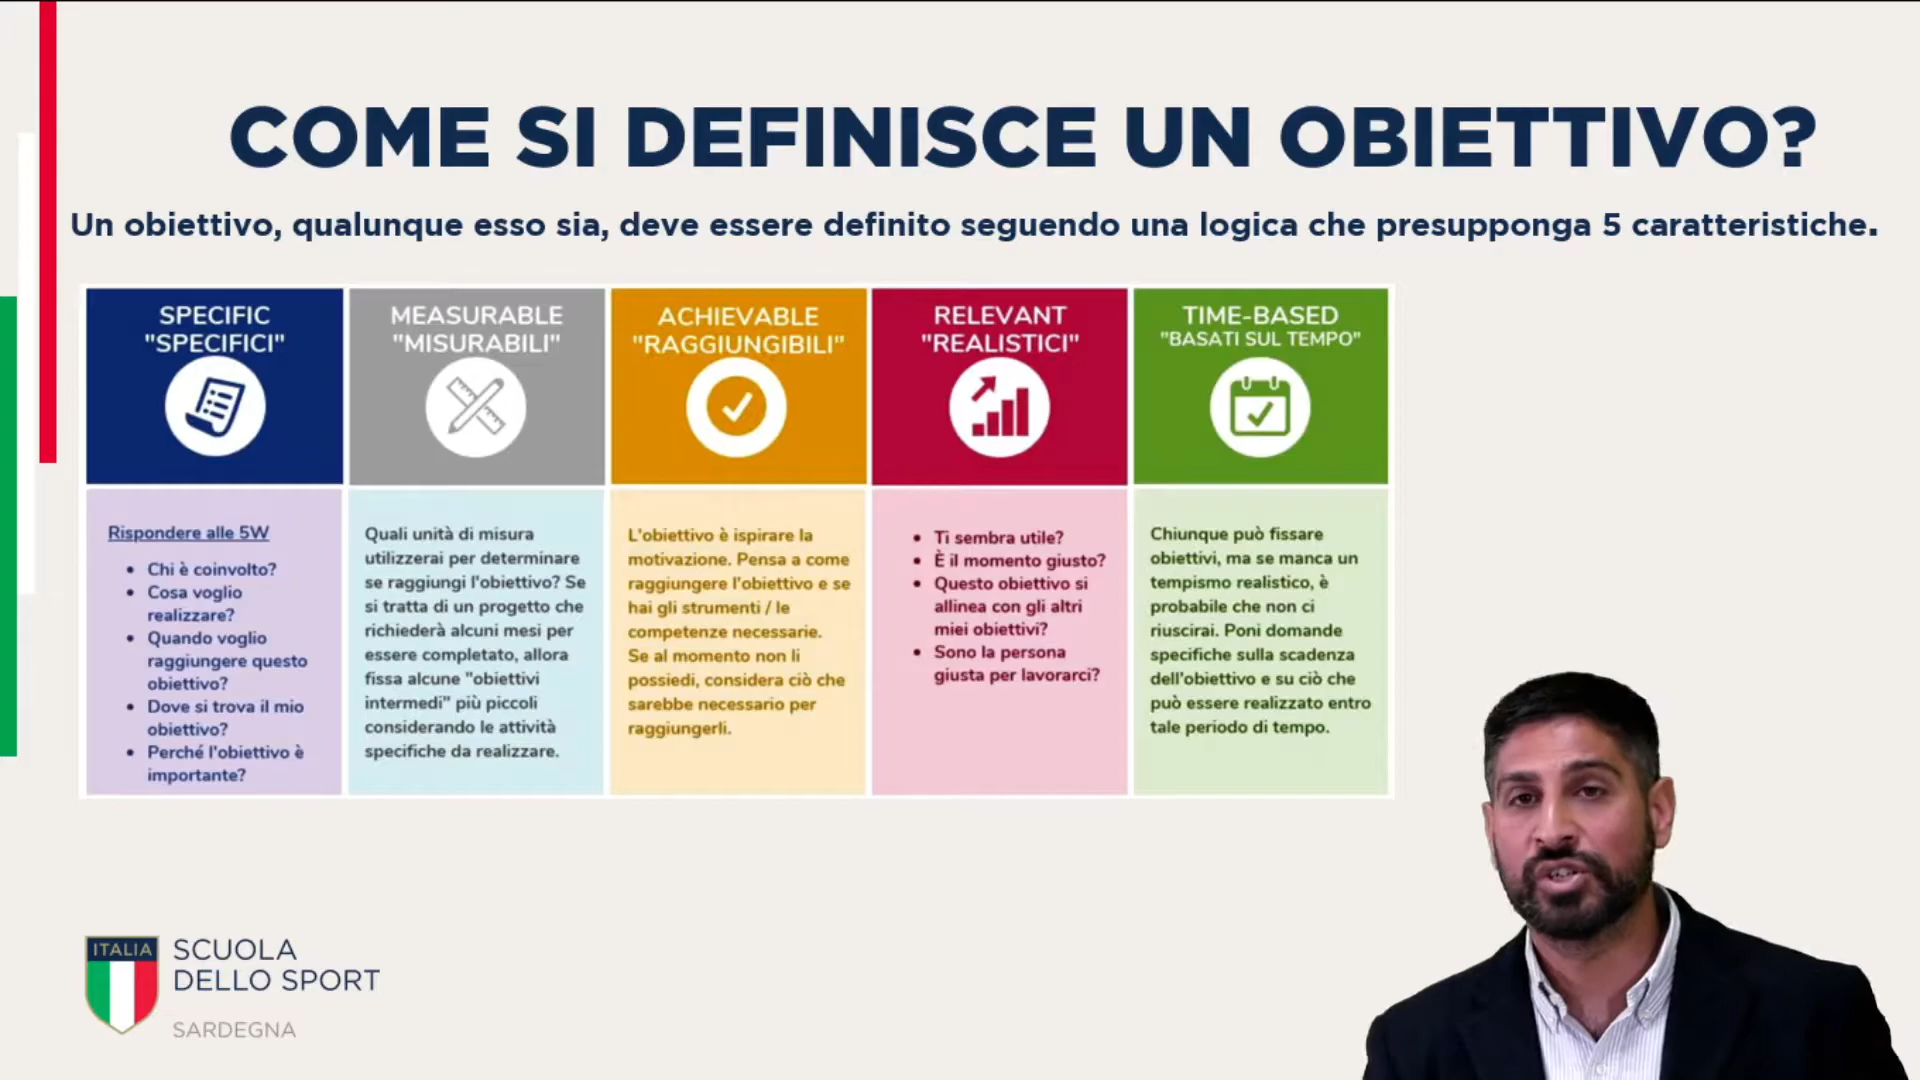 COME SI DEFINISCE UN OBIETTIVO?
Un obiettivo, qualunque esso sia, deve essere definito seguendo una logica che presupponga 5 caratteristiche.
SPECIFIC
"SPECIFICI"
Rispondere alle 5W
• Chi è coinvolto?
• Cosa voglio
realizzare?
• Quando voglio
raggiungere questo
obiettivo?
• Dove si trova il mio
obiettivo?
• Perché l'obiettivo è
importante?
MEASURABLE
"MISURABILI"
Quali unità di misura
utilizzerai per determinare
se raggiungi l'obiettivo? Se
si tratta di un progetto che
richiederà alcuni mesi per
essere completato, allora
fissa alcune "obiettivi
intermedi" più piccoli
considerando le attività
specifiche da realizzare.
ACHIEVABLE
"RAGGIUNGIBILI"
L'obiettivo è ispirare la
motivazione. Pensa a come
raggiungere l'obiettivo e se
hai gli strumenti / le
competenze necessarie.
Se al momento non li
possiedi, considera ciò che
sarebbe necessario per
raggiungerli.
RELEVANT
"REALISTICI"
• Ti sembra utile?
• È il momento giusto?
• Questo obiettivo si
allinea con gli altri
miei obiettivi?
• Sono la persona
giusta per lavorarci?
TIME-BASED
"BASATI SUL TEMPO"
Chiunque può fissare
obiettivi, ma se manca un
tempismo realistico, è
probabile che non ci
riuscirai. Poni domande
specifiche sulla scadenza
dell'obiettivo e su ciò che
può essere realizzato entro
tale periodo di tempo.
ITALIA
SCUOLA
DELLO SPORT
SARDEGNA